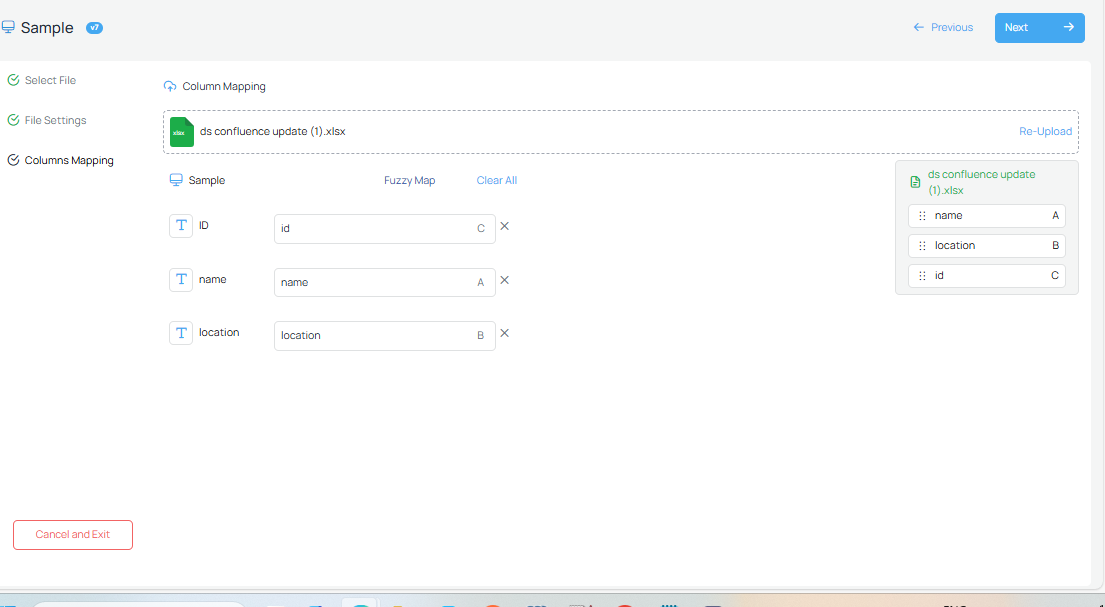 Sample v7
Previous
Next
Select File
File Settings
Columns Mapping
Column Mapping
xlsx
ds confluence update (1).xlsx
Re-Upload
Sample
Fuzzy Map
Clear All
ID
id C
name
name A
location
location B
ds confluence update
(1).xlsx
name A
location B
id C
Cancel and Exit